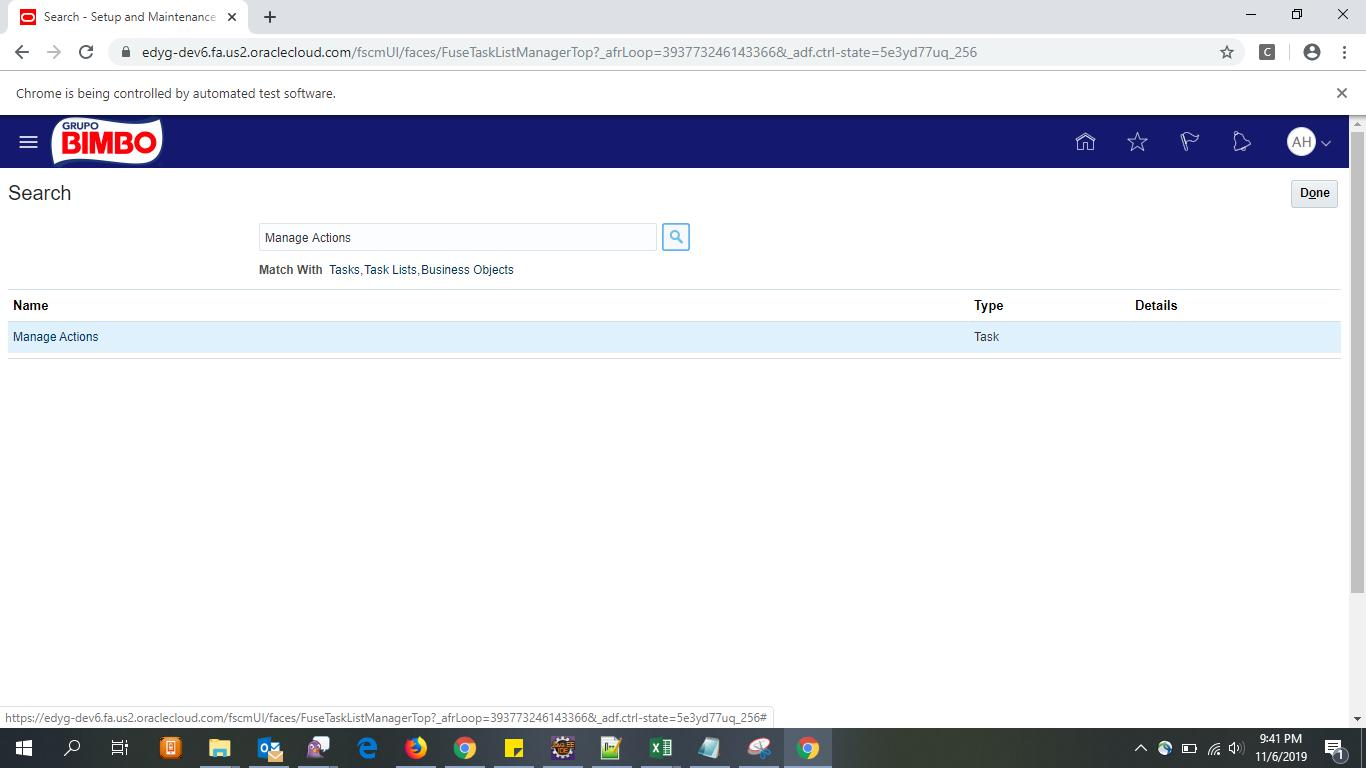 Search - Setup and Maintenance
edyg-dev6.fa.us2.oraclecloud.com/fscmUI/faces/FuseTaskListManagerTop?_afrLoop=393773246143366&_adf.ctrl-state=5e3yd77uq_256
C
Chrome is being controlled by automated test software.
GRUPO
BIMBO
AH
Search
Done
Manage Actions
Match With Tasks, Task Lists, Business Objects
Name Type Details
Manage Actions Task
https://edyg-dev6.fa.us2.oraclecloud.com/fscmUI/faces/FuseTaskListManagerTop?_afrLoop=393773246143366&_adf.ctrl-state=5e3yd77uq_256#
9:41 PM
11/6/2019
1